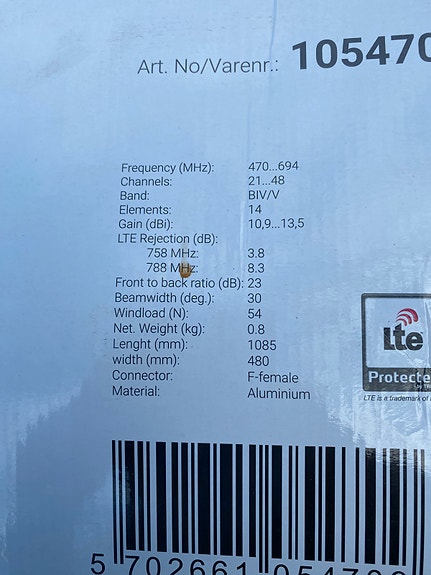 Art. No/Varenr.: 105470
Frequency (MHz): 470...694
Channels: 21...48
Band: BIV/V
Elements: 14
Gain (dBi): 10,9...13,5
LTE Rejection (dB):
758 MHz: 3.8
788 MHz: 8.3
Front to back ratio (dB): 23
Beamwidth (deg.): 30
Windload (N): 54
Net. Weight (kg): 0.8
Lenght (mm): 1085
width (mm): 480
Connector: F-female
Material: Aluminium
lte
Protecte
LTE is a trademark of
5 702661 0547